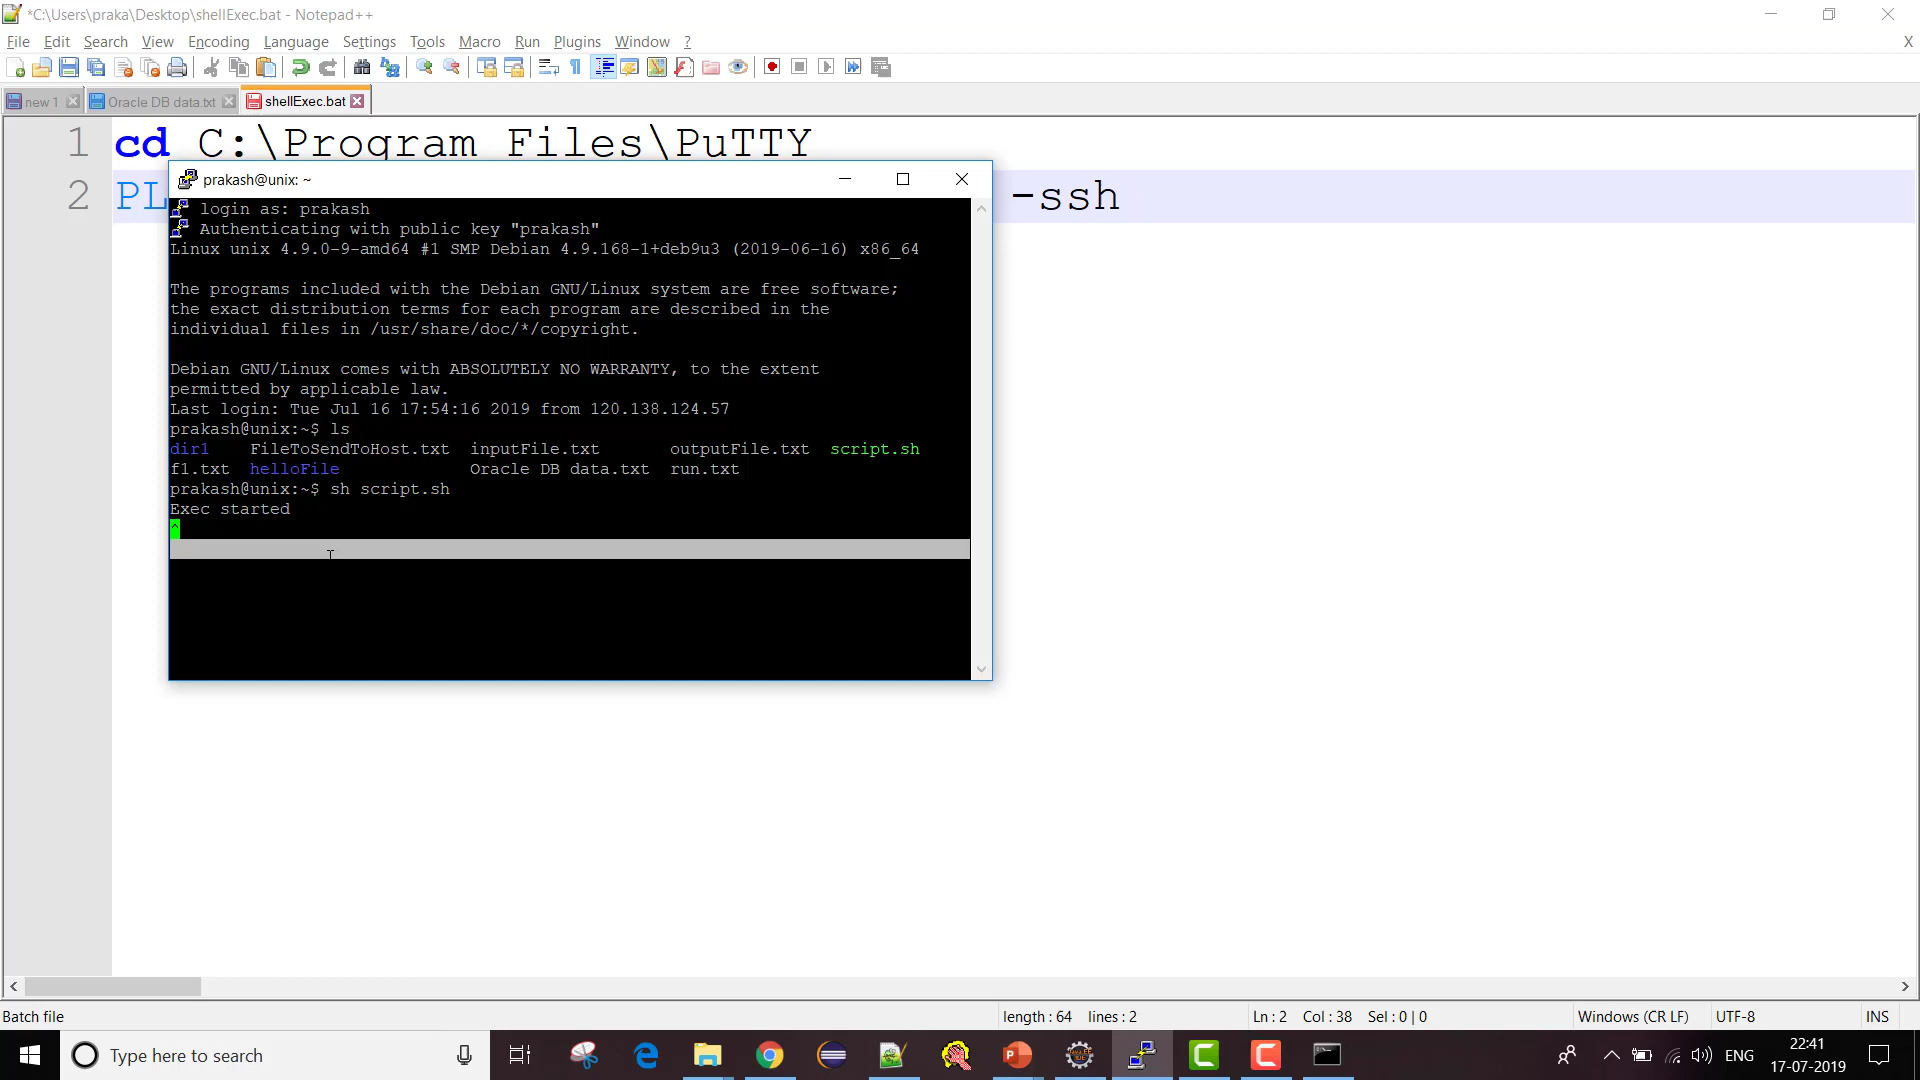 *C:\Users\praka\Desktop\shellExec.bat - Notepad++
File Edit Search View Encoding Language Settings Tools Macro Run Plugins Window ? X
new 1 Oracle DB data.txt shellExec.bat
1 cd C:\Program Files\PuTTY
2 PL -ssh
prakash@unix: ~
login as: prakash
Authenticating with public key "prakash"
Linux unix 4.9.0-9-amd64 #1 SMP Debian 4.9.168-1+deb9u3 (2019-06-16) x86_64
The programs included with the Debian GNU/Linux system are free software;
the exact distribution terms for each program are described in the
individual files in /usr/share/doc/*/copyright.
Debian GNU/Linux comes with ABSOLUTELY NO WARRANTY, to the extent
permitted by applicable law.
Last login: Tue Jul 16 17:54:16 2019 from 120.138.124.57
prakash@unix:~$ ls
dir1 FileToSendToHost.txt inputFile.txt outputFile.txt script.sh
f1.txt helloFile Oracle DB data.txt run.txt
prakash@unix:~$ sh script.sh
Exec started
^
Batch file length : 64 lines : 2 Ln : 2 Col : 38 Sel : 0 | 0 Windows (CR LF) UTF-8 INS
Type here to search
ENG
22:41
17-07-2019